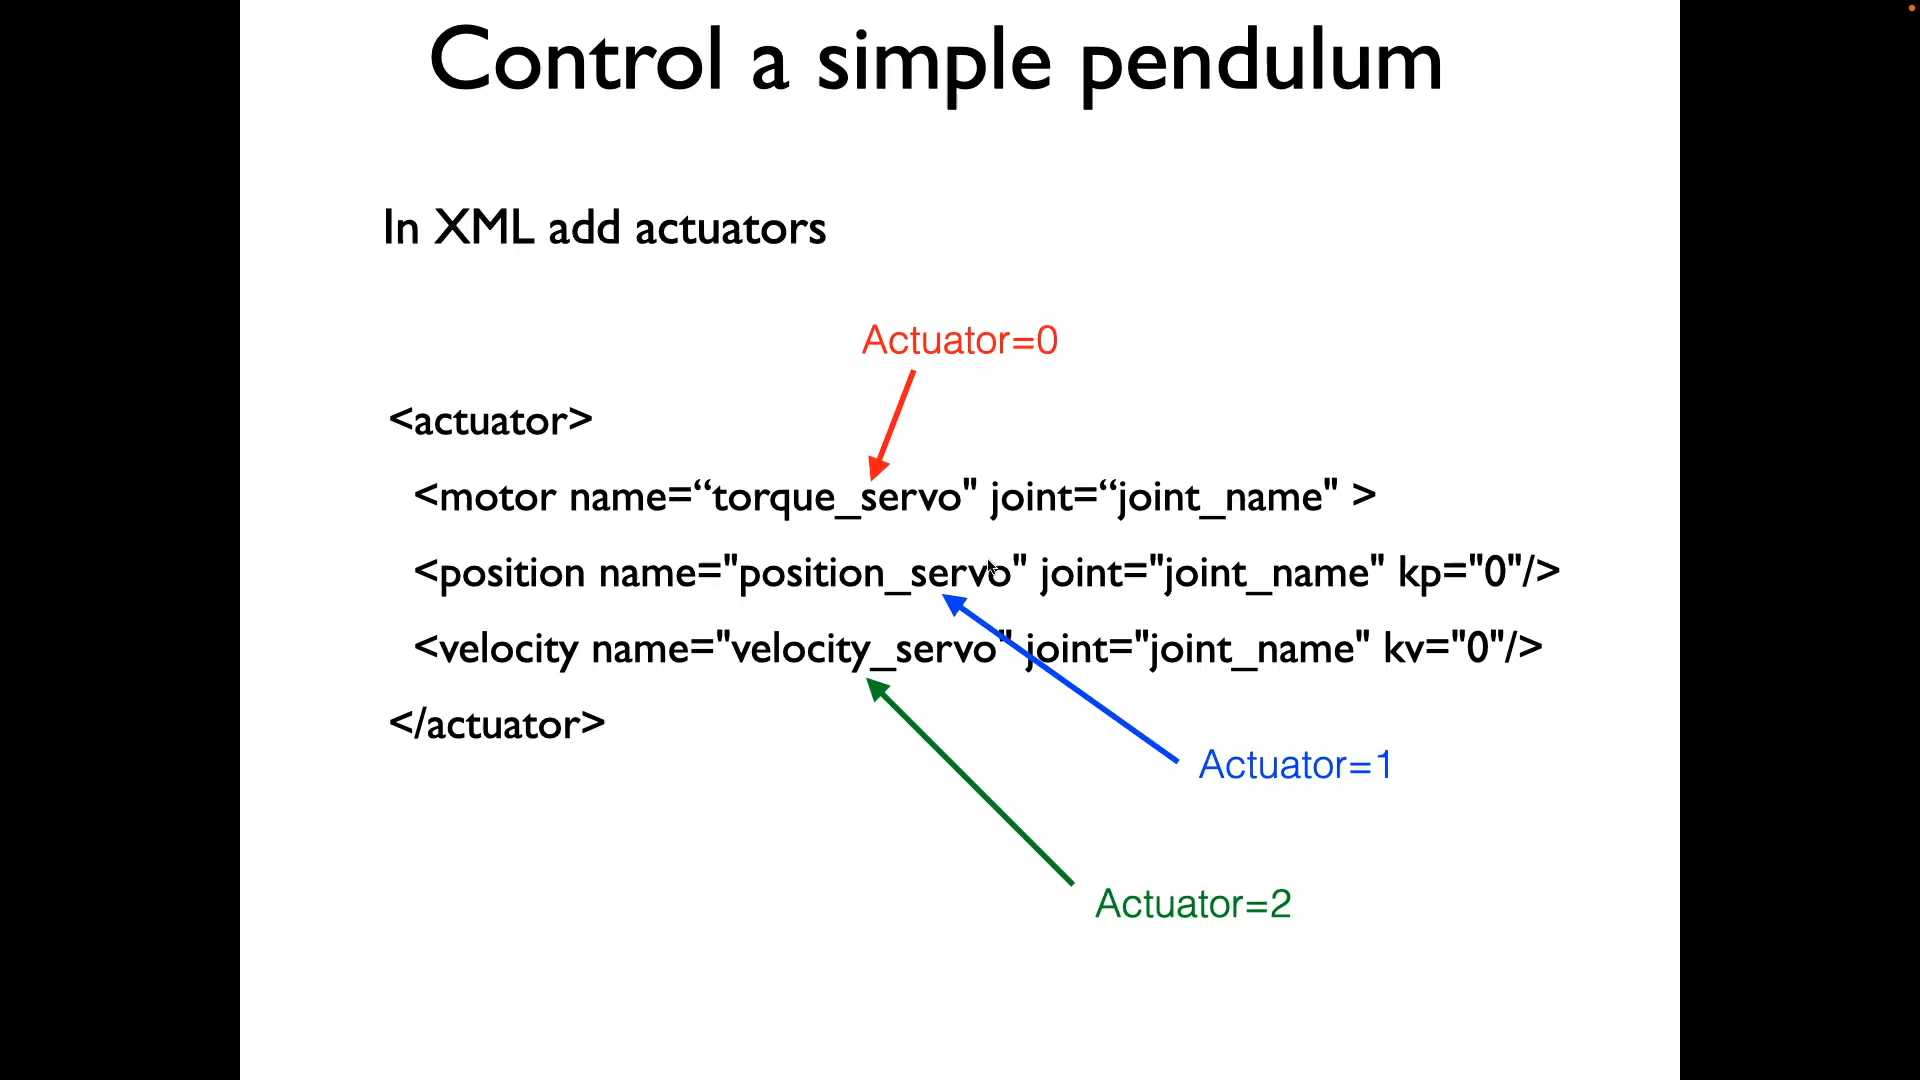 Control a simple pendulum
In XML add actuators
Actuator=0
<actuator>
<motor name=“torque_servo" joint=“joint_name" >
<position name="position_servo" joint="joint_name" kp="0"/>
<velocity name="velocity_servo" joint="joint_name" kv="0"/>
</actuator>
Actuator=1
Actuator=2